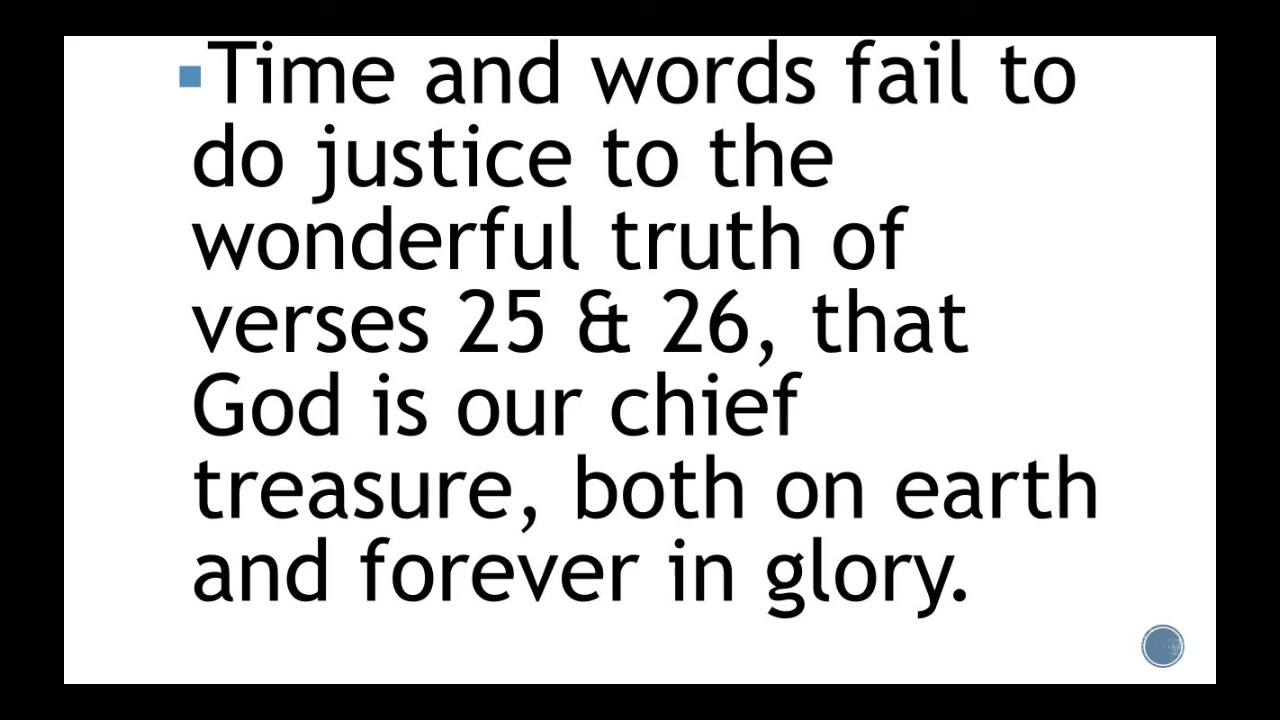 Time and words fail to
do justice to the
wonderful truth of
verses 25 & 26, that
God is our chief
treasure, both on earth
and forever in glory.